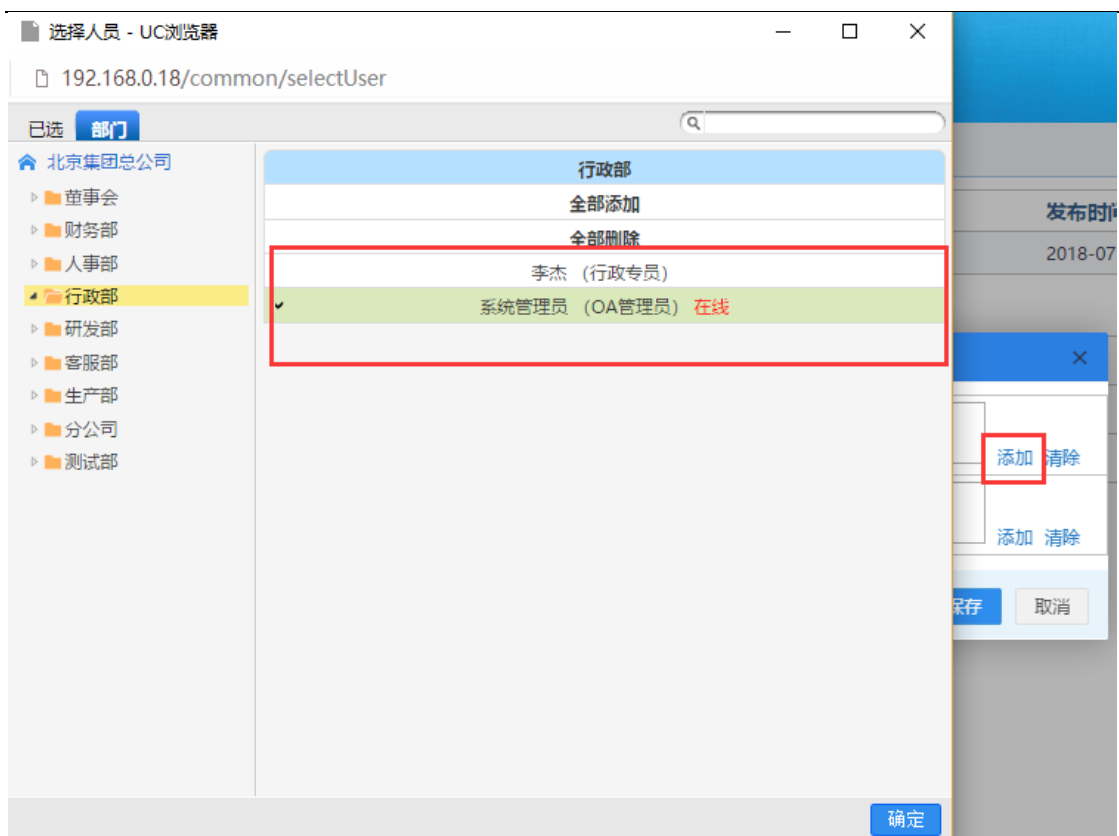 选择人员 - UC浏览器
192.168.0.18/common/selectUser
已选 部门
北京集团总公司
董事会
财务部
人事部
行政部
研发部
客服部
生产部
分公司
测试部
行政部
全部添加
全部删除
李杰 （行政专员）
系统管理员 （OA管理员） 在线
确定
发布时间
2018-07
添加 清除
添加 清除
保存 取消